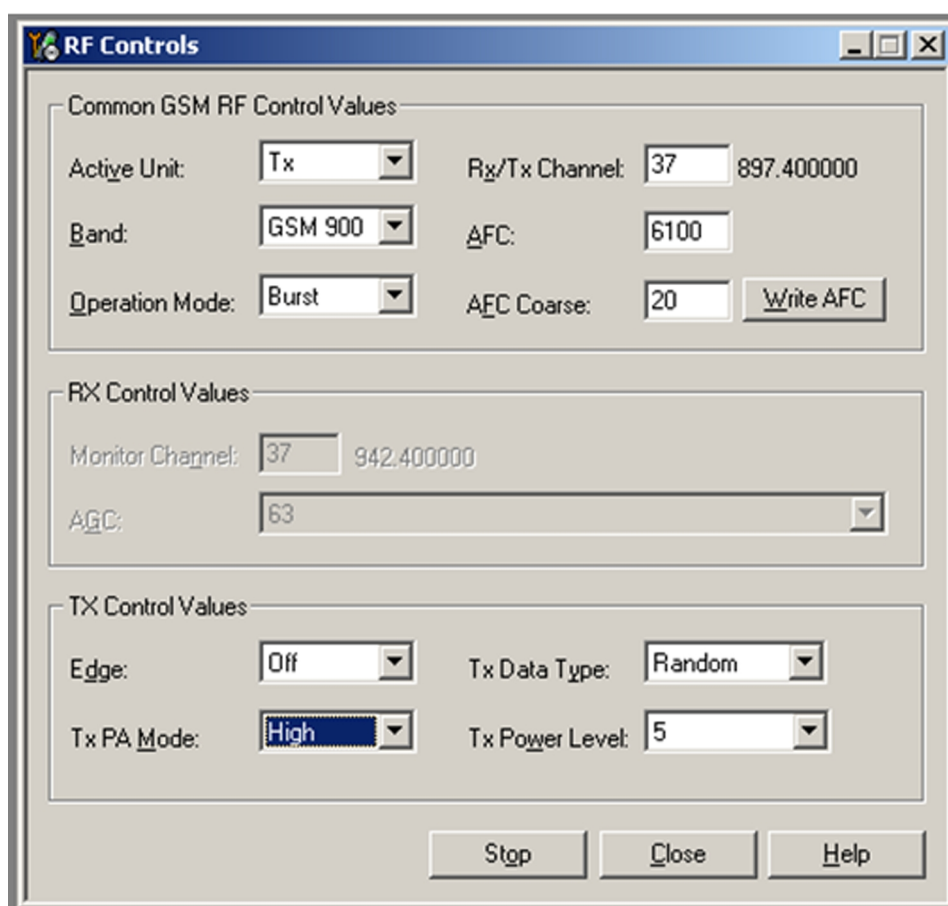 RF Controls
Common GSM RF Control Values
Active Unit: Tx Rx/Tx Channel: 37 897.400000
Band: GSM 900 AFC: 6100
Operation Mode: Burst AFC Coarse: 20 Write AFC
RX Control Values
Monitor Channel: 37 942.400000
AGC: 63
TX Control Values
Edge: Off Tx Data Type: Random
Tx PA Mode: High Tx Power Level: 5
Stop Close Help